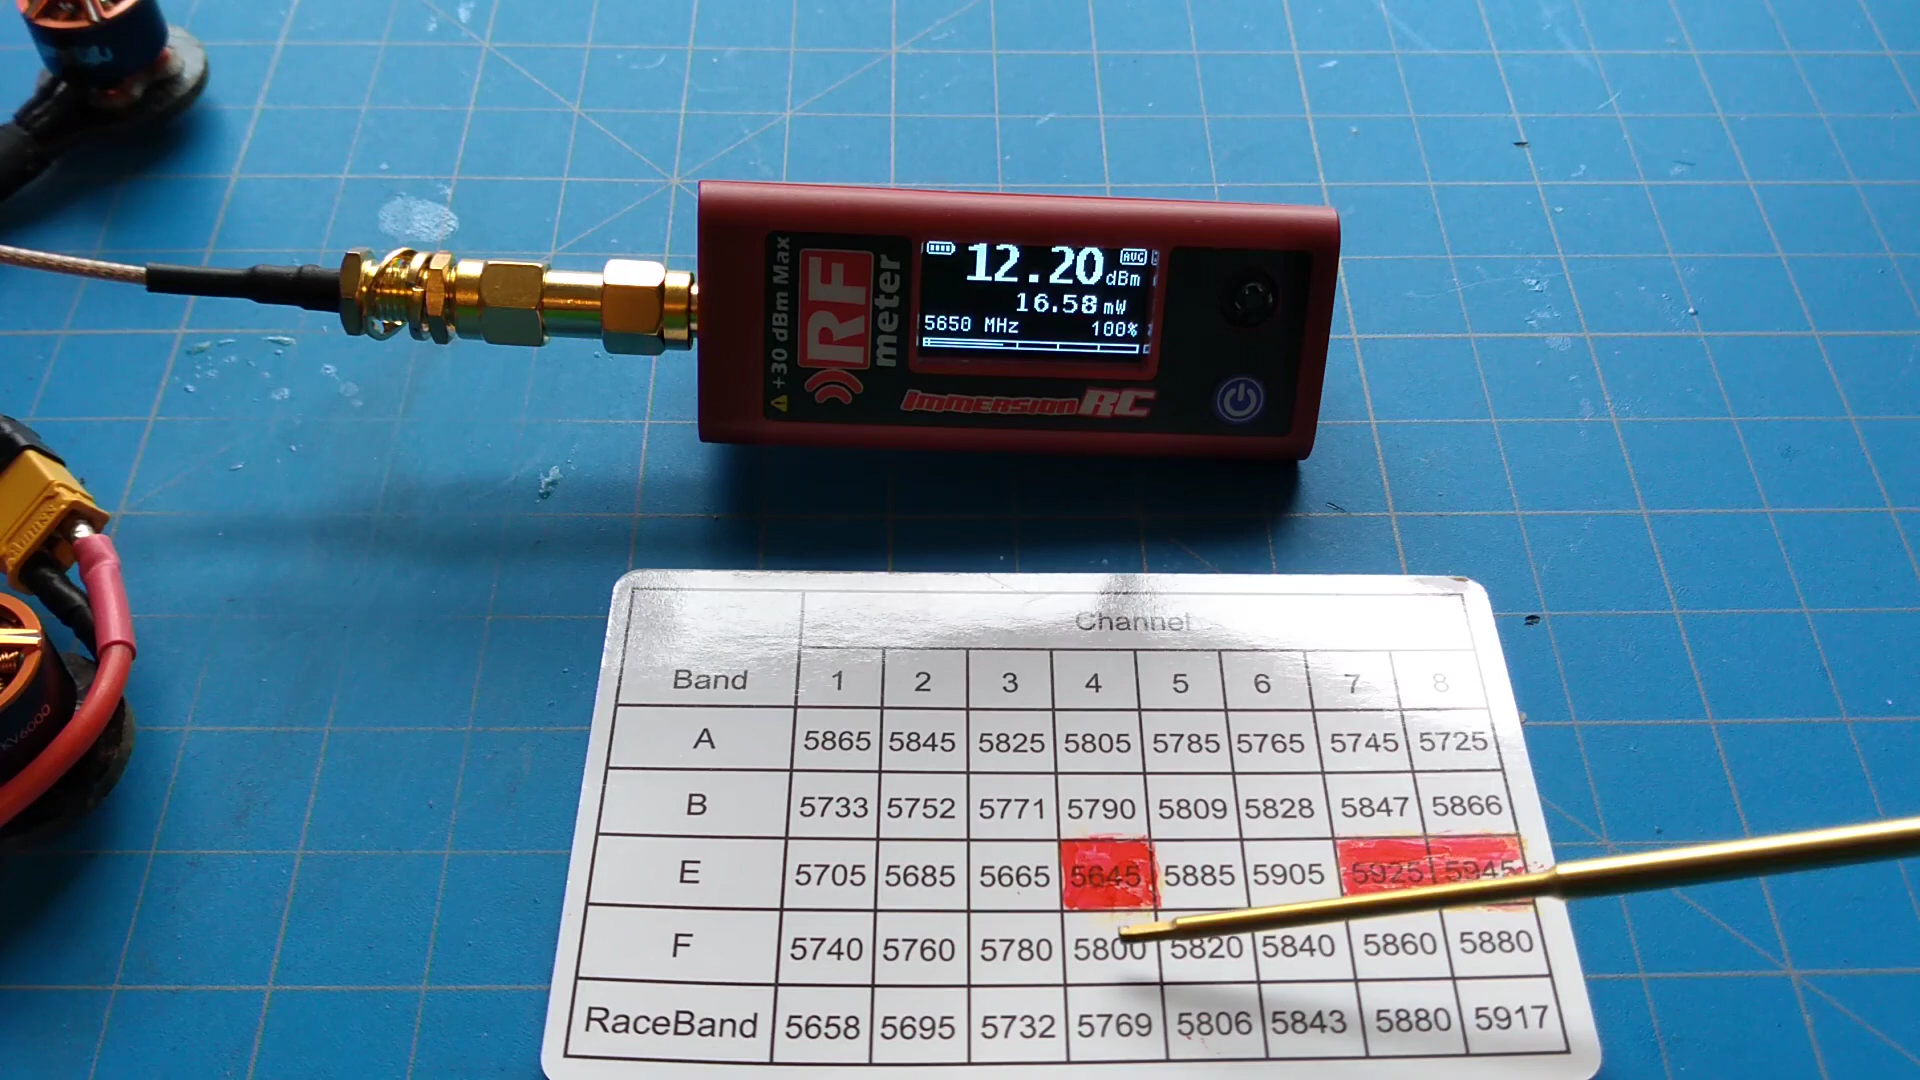 12.20 dBm
AVG
16.58 mW
5650 MHz 100%
+30 dBm Max
RF
meter
ImmersionRC
KV6000
Channel
Band 1 2 3 4 5 6 7 8
A 5865 5845 5825 5805 5785 5765 5745 5725
B 5733 5752 5771 5790 5809 5828 5847 5866
E 5705 5685 5665 5645 5885 5905 5925 5945
F 5740 5760 5780 5800 5820 5840 5860 5880
RaceBand 5658 5695 5732 5769 5806 5843 5880 5917